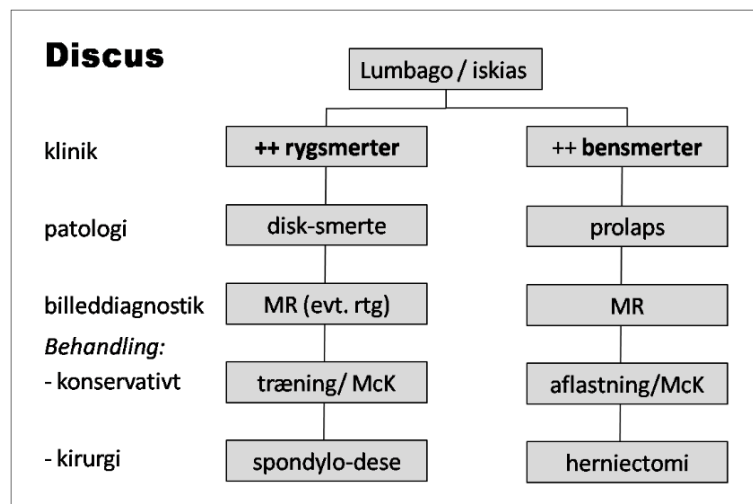 Discus
Lumbago / iskias
klinik ++ rygsmerter ++ bensmerter
patologi disk-smerte prolaps
billeddiagnostik MR (evt. rtg) MR
Behandling:
- konservativt træning/ McK aflastning/McK
- kirurgi spondylo-dese herniectomi